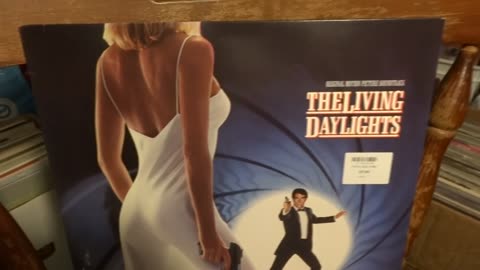 ORIGINAL MOTION PICTURE SOUNDTRACK
THE LIVING
DAYLIGHTS